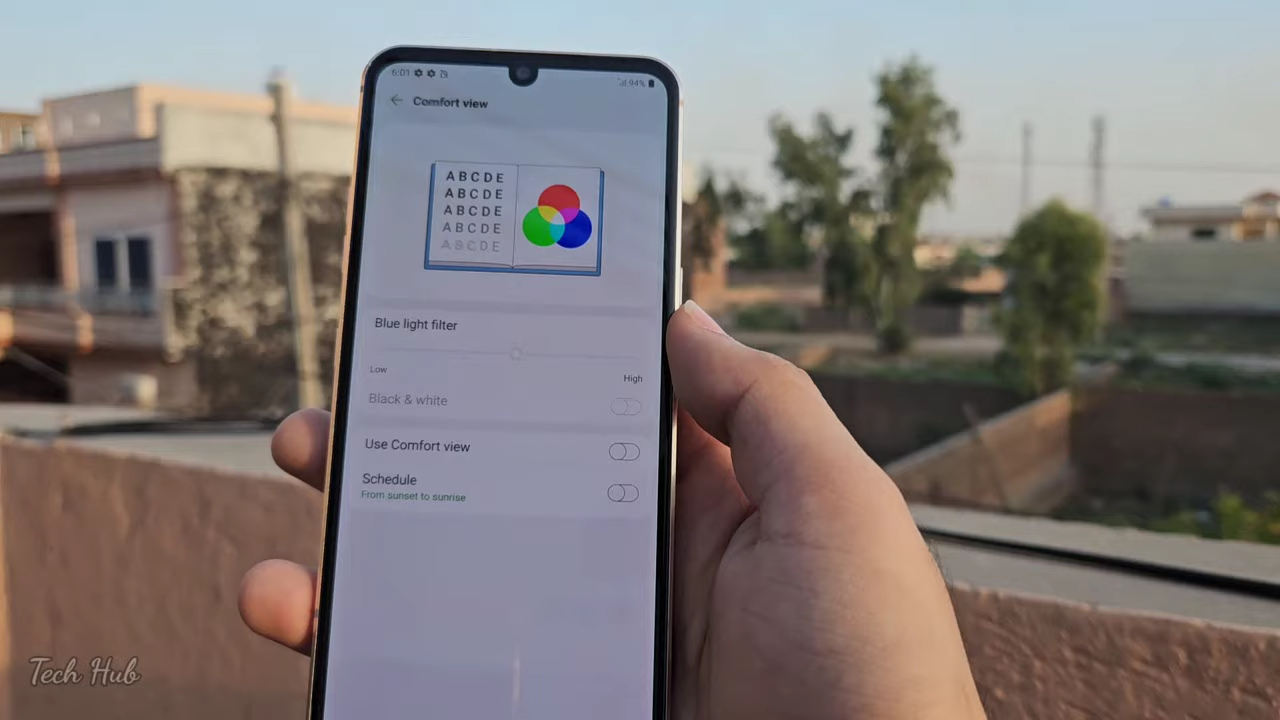 6:01
94%
Comfort view
ABCDE
ABCDE
ABCDE
ABCDE
ABCDE
Blue light filter
Low
High
Black & white
Use Comfort view
Schedule
From sunset to sunrise
Tech Hub